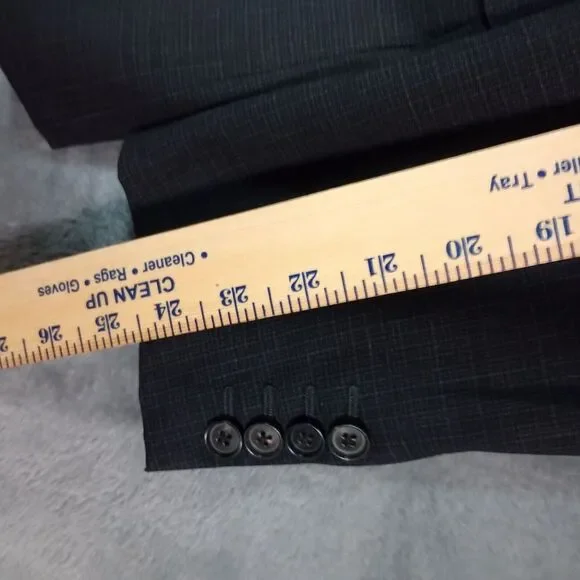 CLEAN UP
• Cleaner • Rags • Gloves
T
• Tray
19 20 21 22 23 24 25 26